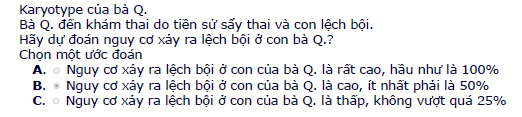 Karyotype của bà Q.
Bà Q. đến khám thai do tiền sử sẩy thai và con lệch bội.
Hãy dự đoán nguy cơ xảy ra lệch bội ở con bà Q.?
Chọn một ước đoán
A. Nguy cơ xảy ra lệch bội ở con của bà Q. là rất cao, hầu như là 100%
B. Nguy cơ xảy ra lệch bội ở con của bà Q. là cao, ít nhất phải là 50%
C. Nguy cơ xảy ra lệch bội ở con của bà Q. là thấp, không vượt quá 25%